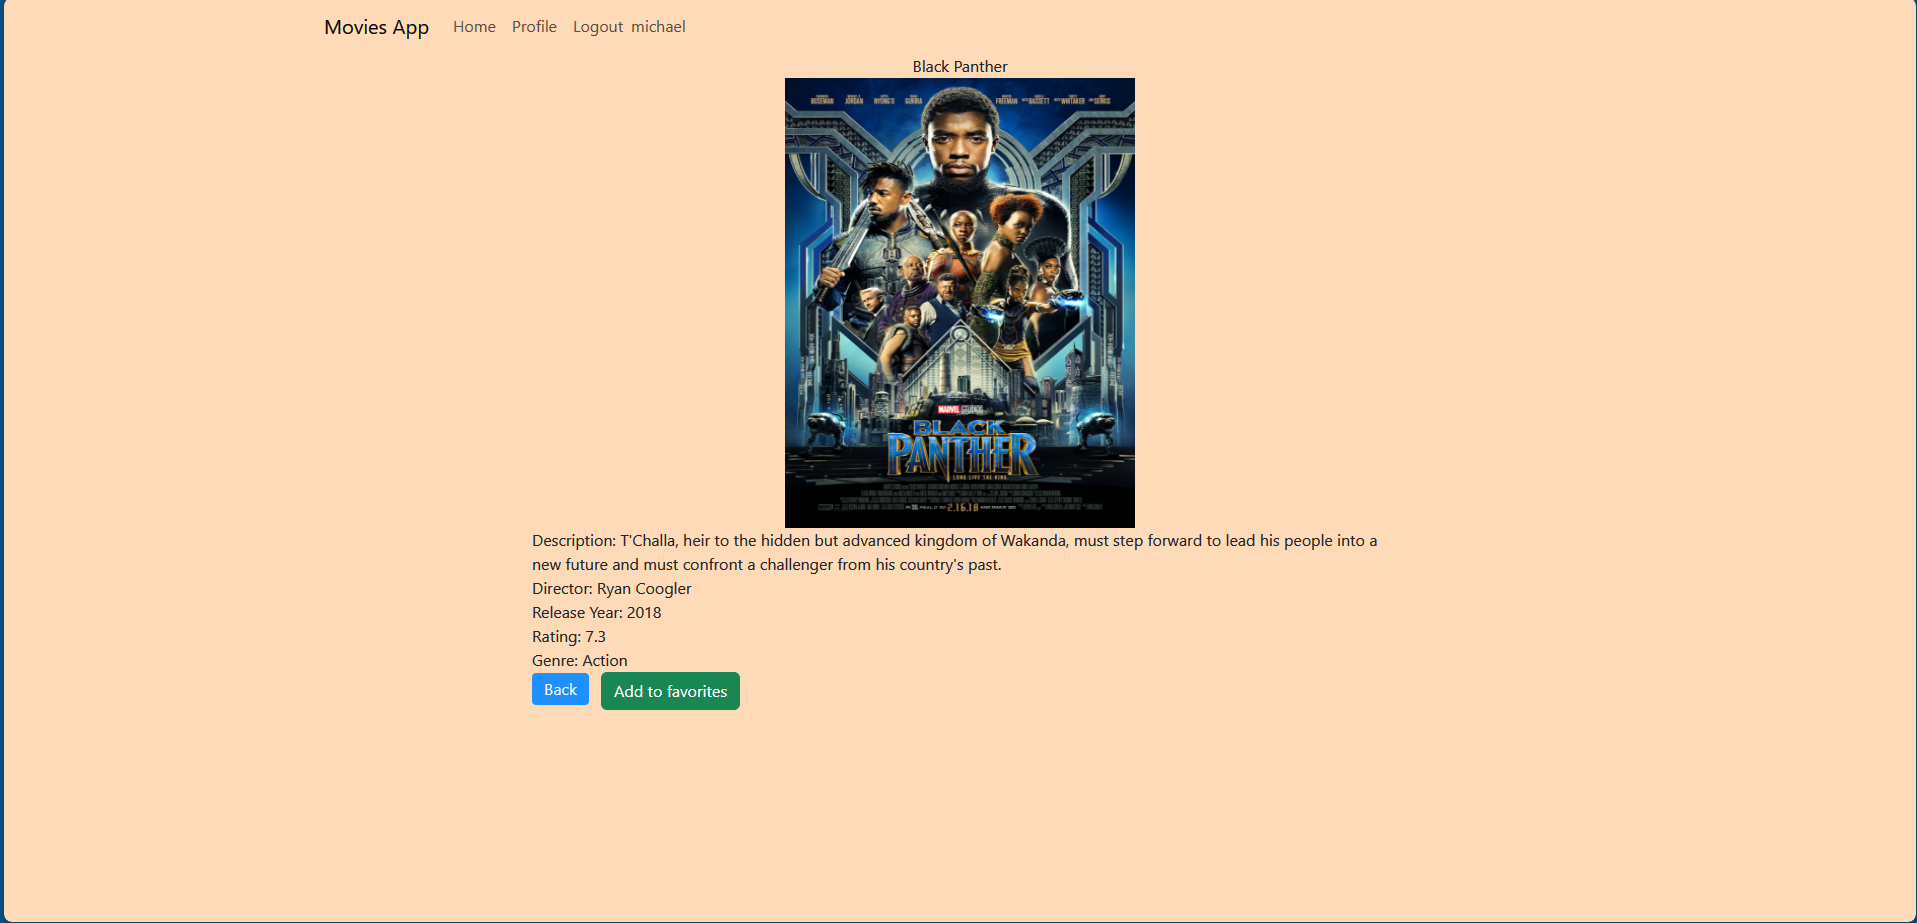 Movies App Home Profile Logout michael
Black Panther
BOSEMAN JORDAN NYONG'O GURIRA FREEMAN BASSETT WHITAKER SERKIS
MARVEL STUDIOS
BLACK
PANTHER
LONG LIVE THE KING
2.16.18
Description: T'Challa, heir to the hidden but advanced kingdom of Wakanda, must step forward to lead his people into a
new future and must confront a challenger from his country's past.
Director: Ryan Coogler
Release Year: 2018
Rating: 7.3
Genre: Action
Back Add to favorites